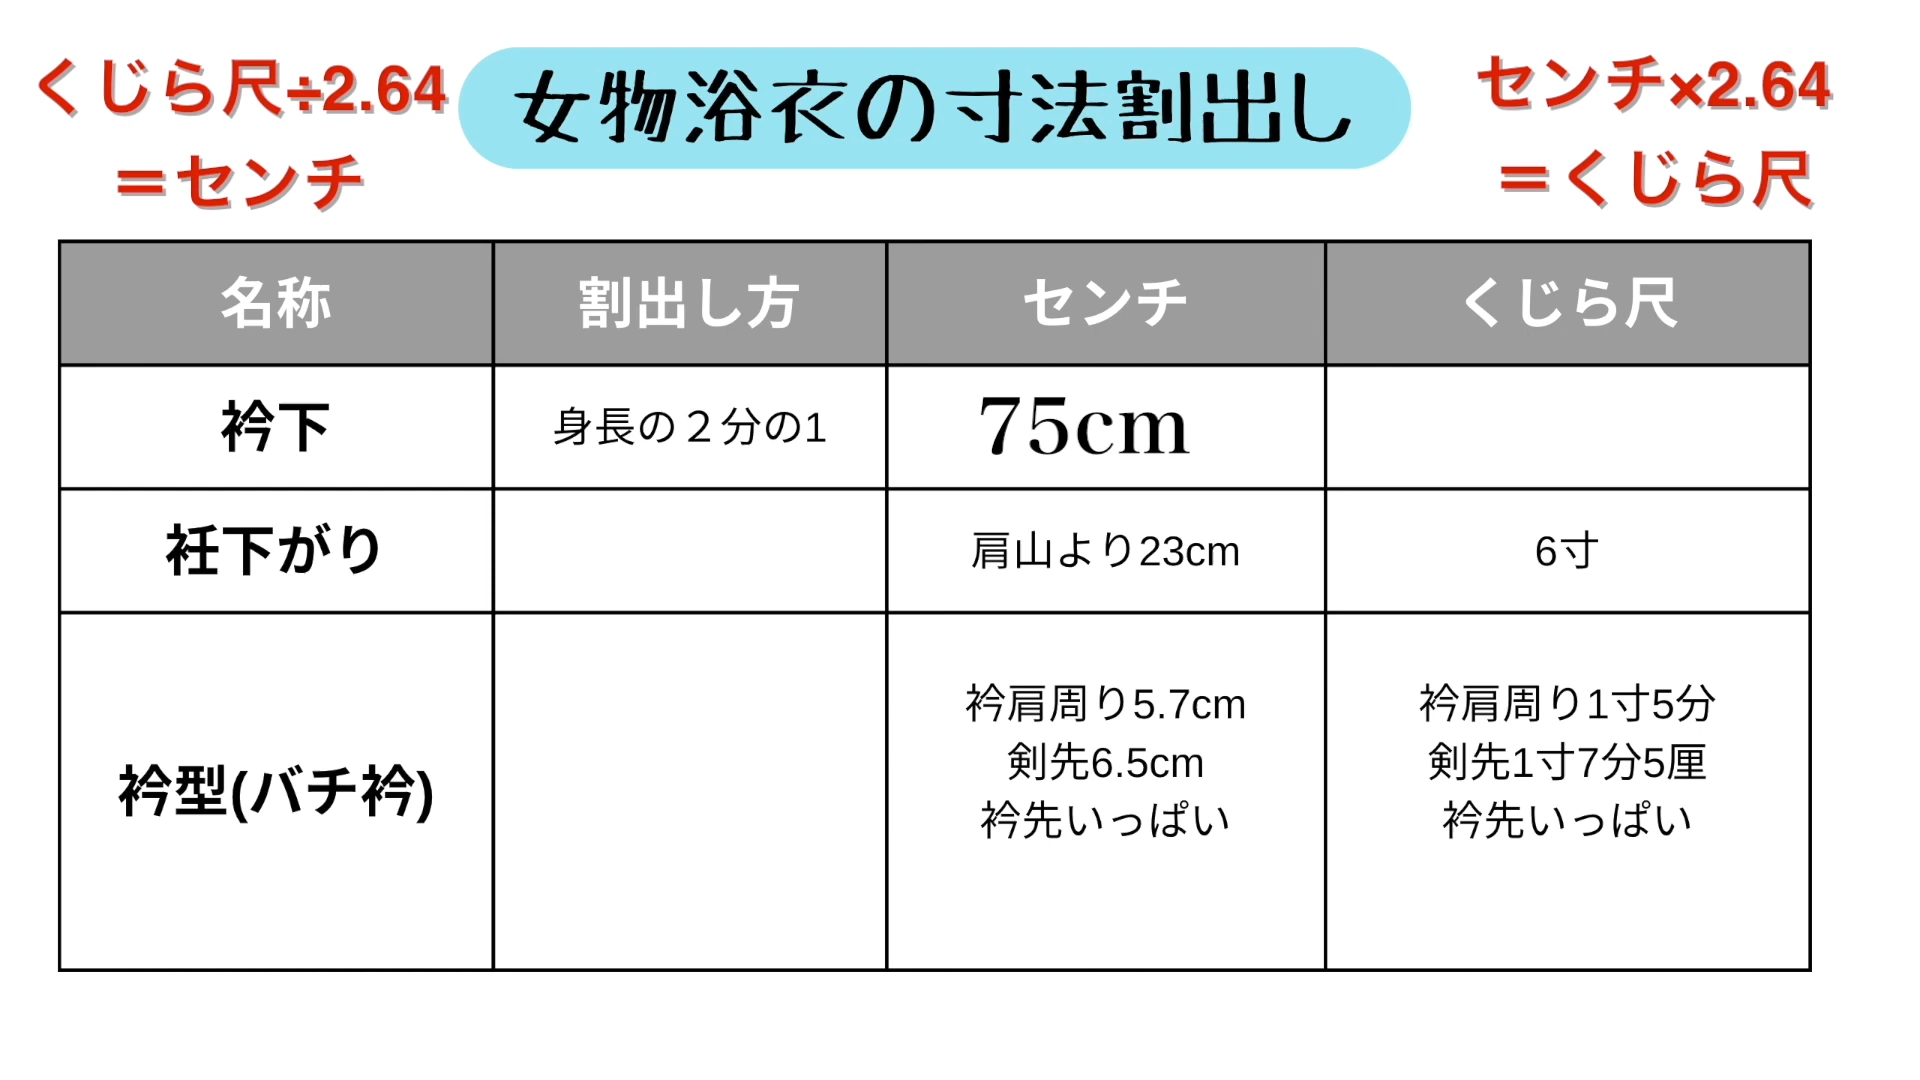 くじら尺÷2.64
＝センチ
女物浴衣の寸法割出し
センチ×2.64
＝くじら尺
名称 割出し方 センチ くじら尺
衿下 身長の２分の1 75cm
衽下がり 肩山より23cm 6寸
衿型(バチ衿)
衿肩周り5.7cm
剣先6.5cm
衿先いっぱい
衿肩周り1寸5分
剣先1寸7分5厘
衿先いっぱい